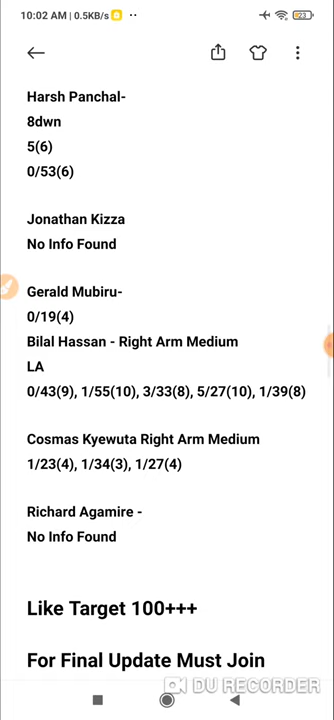 10:02 AM | 0.5KB/s
23
Harsh Panchal-
8dwn
5(6)
0/53(6)
Jonathan Kizza
No Info Found
Gerald Mubiru-
0/19(4)
Bilal Hassan - Right Arm Medium
LA
0/43(9), 1/55(10), 3/33(8), 5/27(10), 1/39(8)
Cosmas Kyewuta Right Arm Medium
1/23(4), 1/34(3), 1/27(4)
Richard Agamire -
No Info Found
Like Target 100+++
For Final Update Must Join
DU RECORDER